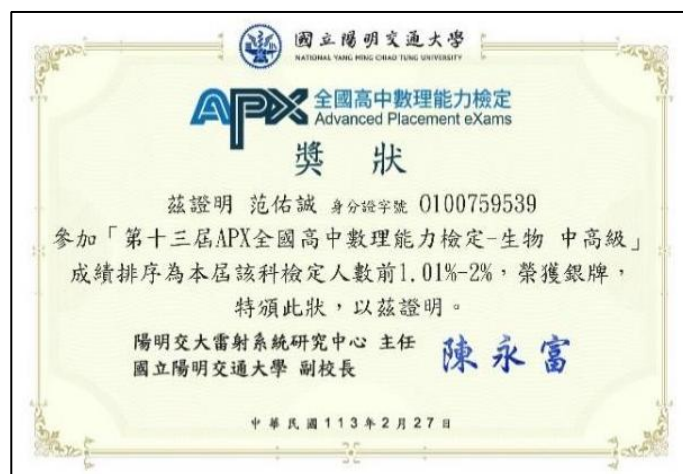 國立陽明交通大學
NATIONAL YANG MING CHIAO TUNG UNIVERSITY
APX 全國高中數理能力檢定
Advanced Placement eXams
獎 狀
茲證明 范佑誠 身分證字號 O100759539
參加「第十三屆APX全國高中數理能力檢定-生物 中高級」
成績排序為本屆該科檢定人數前1.01%-2%,榮獲銀牌,
特頒此狀,以茲證明。
陽明交大雷射系統研究中心 主任
國立陽明交通大學 副校長
陳永富
中華民國113年2月27日